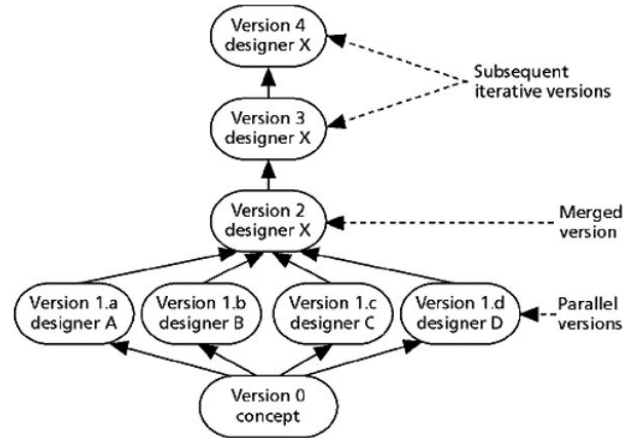 Version 4
designer X
Subsequent
iterative versions
Version 3
designer X
Version 2
designer X
Merged
version
Version 1.a
designer A
Version 1.b
designer B
Version 1.c
designer C
Version 1.d
designer D
Parallel
versions
Version 0
concept